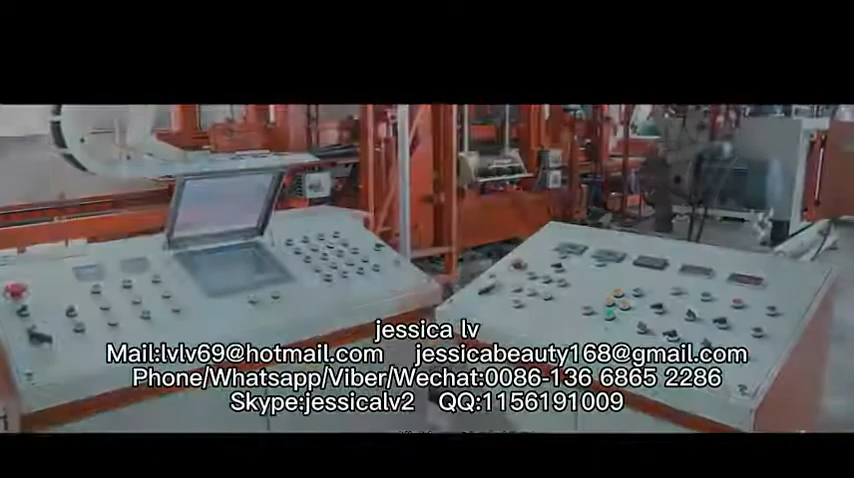 jessica lv
Mail:lvlv69@hotmail.com jessicabeauty168@gmail.com
Phone/Whatsapp/Viber/Wechat:0086-136 6865 2286
Skype:jessicalv2 QQ:1156191009